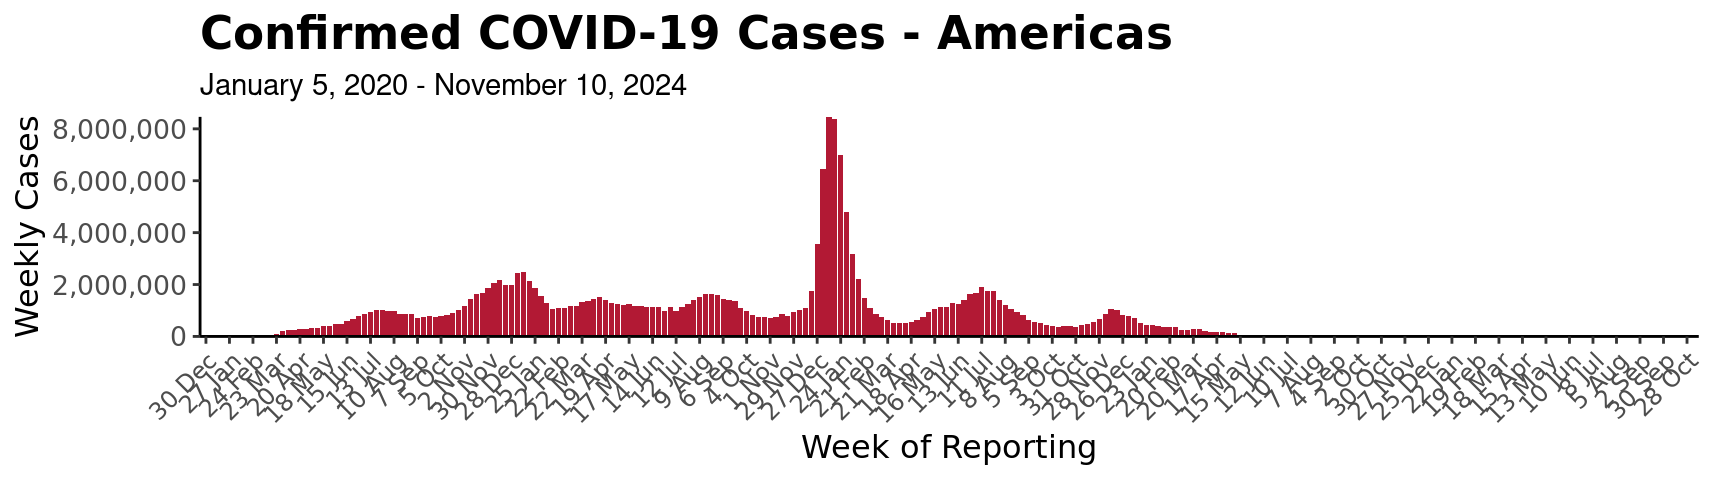 Confirmed COVID-19 Cases - Americas
January 5, 2020 - November 10, 2024
Weekly Cases
8,000,000
6,000,000
4,000,000
2,000,000
0
30 Dec
27 Jan
24 Feb
23 Mar
20 Apr
18 May
15 Jun
13 Jul
10 Aug
7 Sep
5 Oct
2 Nov
30 Nov
28 Dec
25 Jan
22 Feb
22 Mar
19 Apr
17 May
14 Jun
12 Jul
9 Aug
6 Sep
4 Oct
1 Nov
29 Nov
27 Dec
24 Jan
21 Feb
21 Mar
18 Apr
16 May
13 Jun
11 Jul
8 Aug
5 Sep
3 Oct
31 Oct
28 Nov
26 Dec
23 Jan
20 Feb
20 Mar
17 Apr
15 May
12 Jun
10 Jul
7 Aug
4 Sep
2 Oct
30 Oct
27 Nov
25 Dec
22 Jan
19 Feb
18 Mar
15 Apr
13 May
10 Jun
8 Jul
5 Aug
2 Sep
30 Sep
28 Oct
Week of Reporting